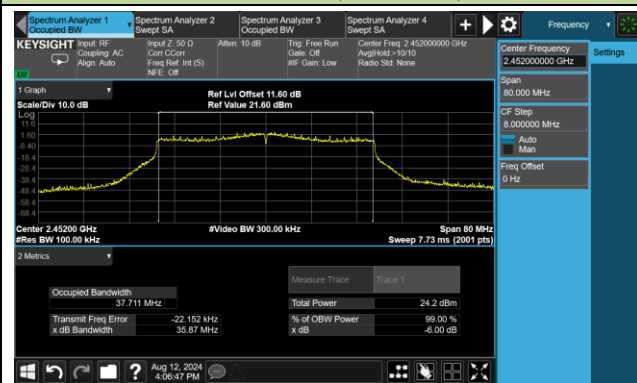 Spectrum Analyzer 1
Occupied BW
Spectrum Analyzer 2
Swept SA
Spectrum Analyzer 3
Occupied BW
Spectrum Analyzer 4
Swept SA
Frequency
KEYSIGHT
Input: RF
Coupling: AC
Align: Auto
Input Z: 50 Ω
Corr CCorr
Freq Ref: Int (S)
NFE: Off
Atten: 10 dB
Trig: Free Run
Gate: Off
#IF Gain: Low
Center Freq: 2.452000000 GHz
Avg|Hold:>10/10
Radio Std: None
Center Frequency
2.452000000 GHz
Settings
Span
80.000 MHz
CF Step
8.000000 MHz
Auto
Man
Freq Offset
0 Hz
1 Graph
Scale/Div 10.0 dB
Ref Lvl Offset 11.60 dB
Ref Value 21.60 dBm
Log
11.6
1.60
-8.40
-18.4
-28.4
-38.4
-48.4
-58.4
-68.4
Center 2.45200 GHz
#Res BW 100.00 kHz
#Video BW 300.00 kHz
Span 80 MHz
Sweep 7.73 ms (2001 pts)
2 Metrics
Measure Trace
Trace 1
Occupied Bandwidth
37.711 MHz
Total Power
24.2 dBm
Transmit Freq Error
-22.152 kHz
% of OBW Power
99.00 %
x dB Bandwidth
35.87 MHz
x dB
-6.00 dB
Aug 12, 2024
4:06:47 PM